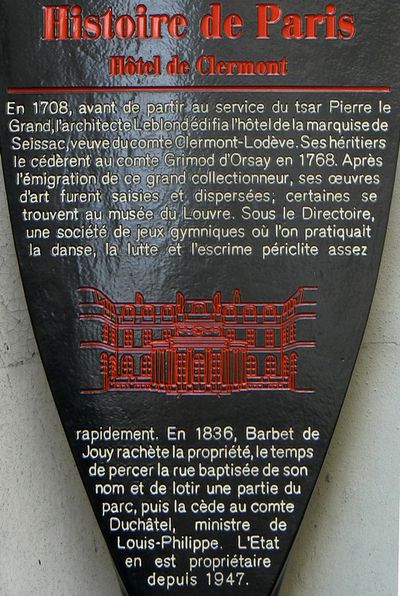 Histoire de Paris
Hôtel de Clermont
En 1708, avant de partir au service du tsar Pierre le
Grand, l'architecte Leblond édifia l'hôtel de la marquise de
Seissac, veuve du comte Clermont-Lodève. Ses héritiers
le cédèrent au comte Grimod d'Orsay en 1768. Après
l'émigration de ce grand collectionneur, ses œuvres
d'art furent saisies et dispersées; certaines se
trouvent au musée du Louvre. Sous le Directoire,
une société de jeux gymniques où l'on pratiquait
la danse, la lutte et l'escrime périclite assez
rapidement. En 1836, Barbet de
Jouy rachète la propriété, le temps
de percer la rue baptisée de son
nom et de lotir une partie du
parc, puis la cède au comte
Duchâtel, ministre de
Louis-Philippe. L'Etat
en est propriétaire
depuis 1947.